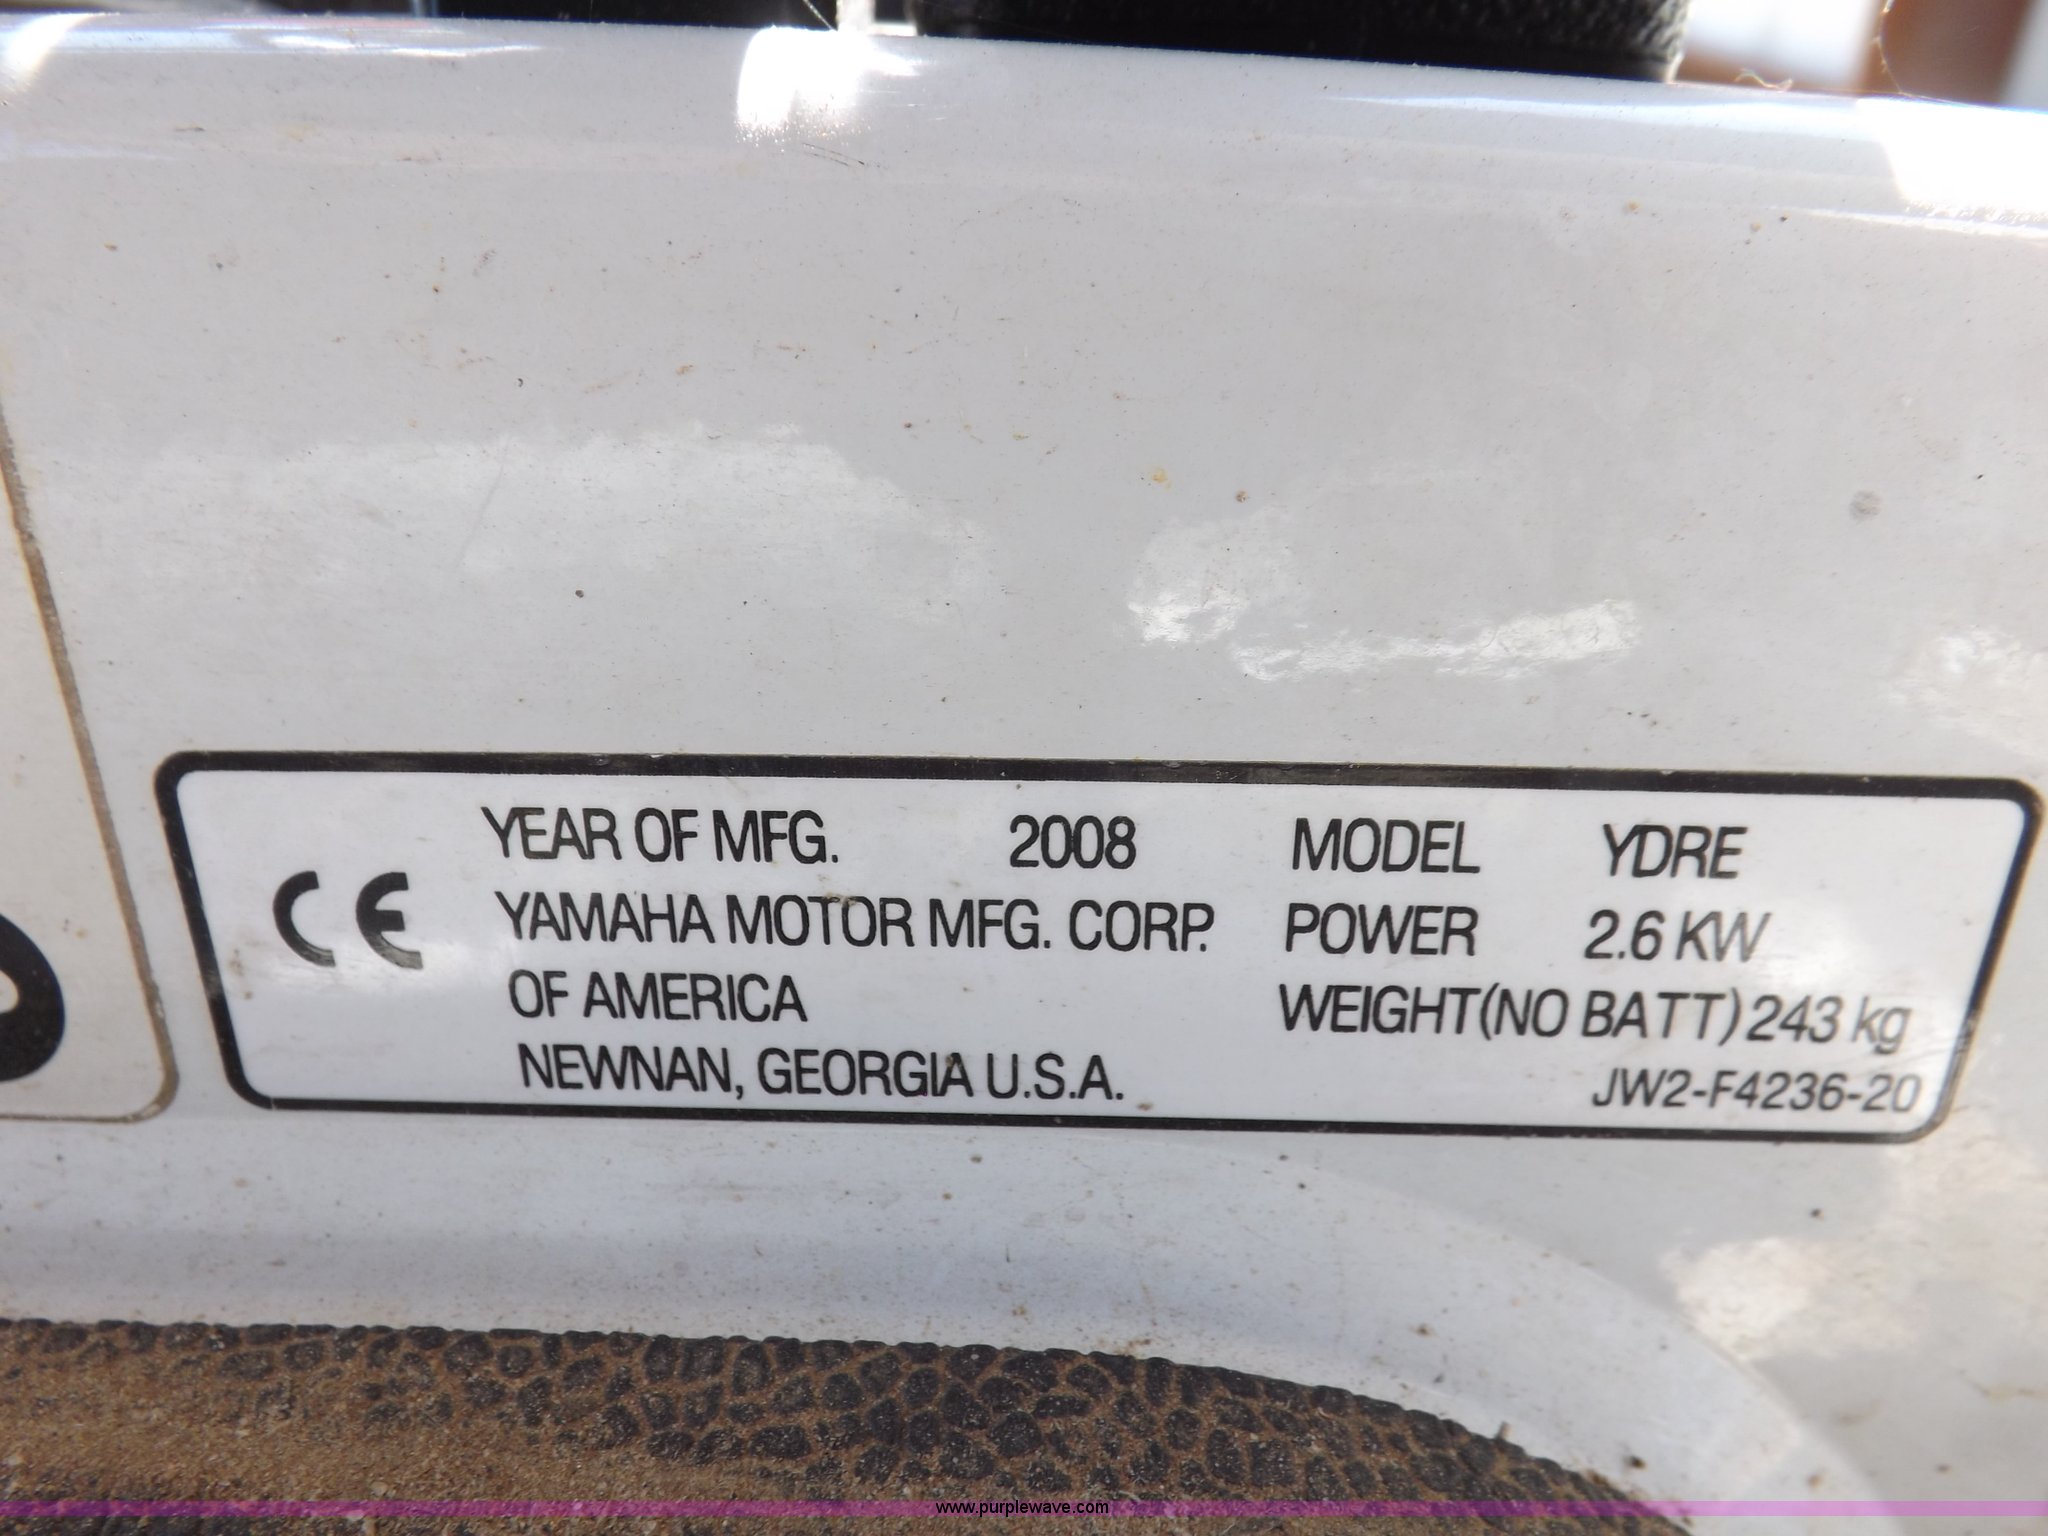 YEAR OF MFG. 2008 MODEL YDRE
CE YAMAHA MOTOR MFG. CORP. POWER 2.6 KW
OF AMERICA WEIGHT(NO BATT) 243 kg
NEWNAN, GEORGIA U.S.A. JW2-F4236-20
www.purplewave.com